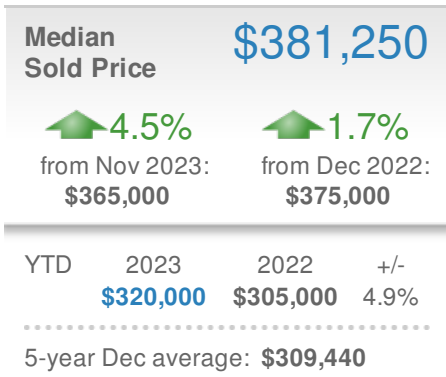 Median $381,250
Sold Price
4.5% 1.7%
from Nov 2023: from Dec 2022:
$365,000 $375,000
YTD 2023 2022 +/-
$320,000 $305,000 4.9%
5-year Dec average: $309,440